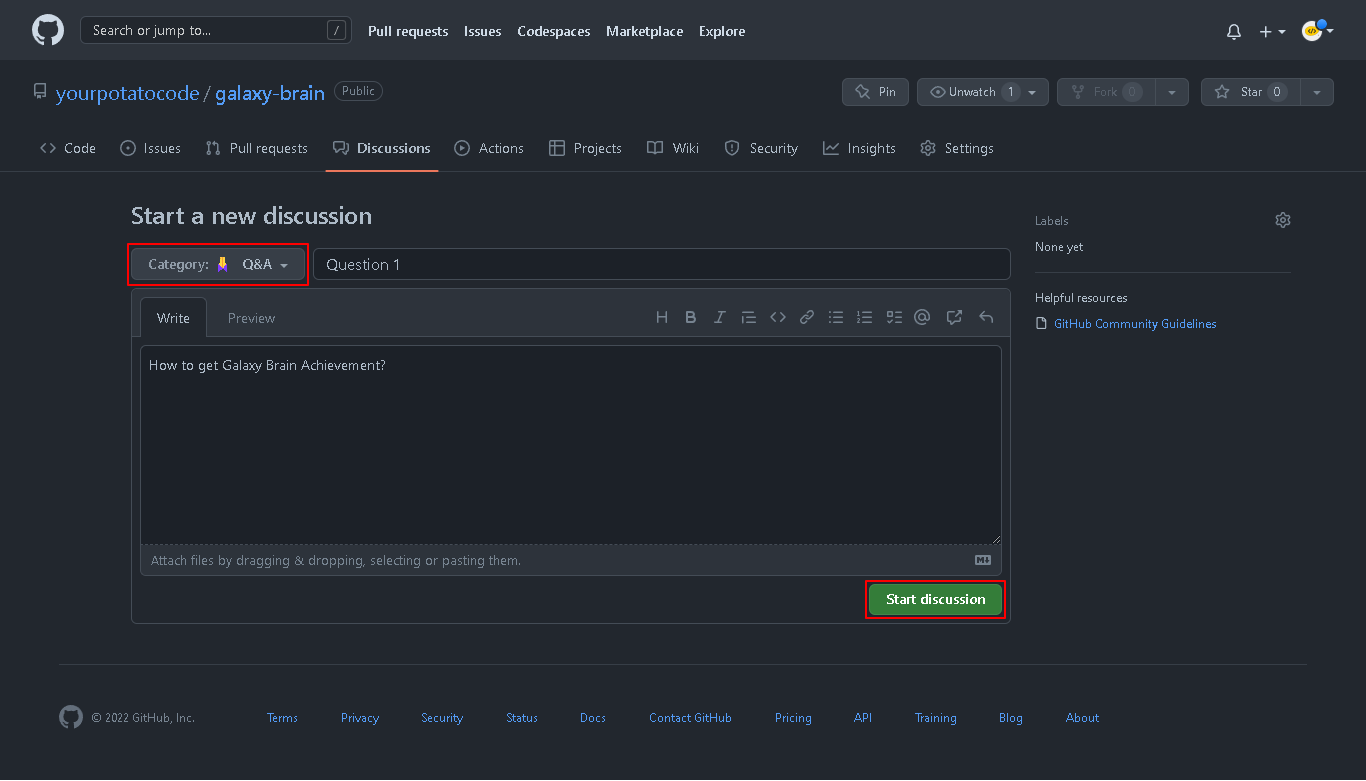 Search or jump to... /
Pull requests Issues Codespaces Marketplace Explore
yourpotatocode / galaxy-brain Public
Pin Unwatch 1 Fork 0 Star 0
Code Issues Pull requests Discussions Actions Projects Wiki Security Insights Settings
Start a new discussion
Category: Q&A Question 1
Write Preview
How to get Galaxy Brain Achievement?
Attach files by dragging & dropping, selecting or pasting them.
Start discussion
Labels
None yet
Helpful resources
GitHub Community Guidelines
© 2022 GitHub, Inc. Terms Privacy Security Status Docs Contact GitHub Pricing API Training Blog About